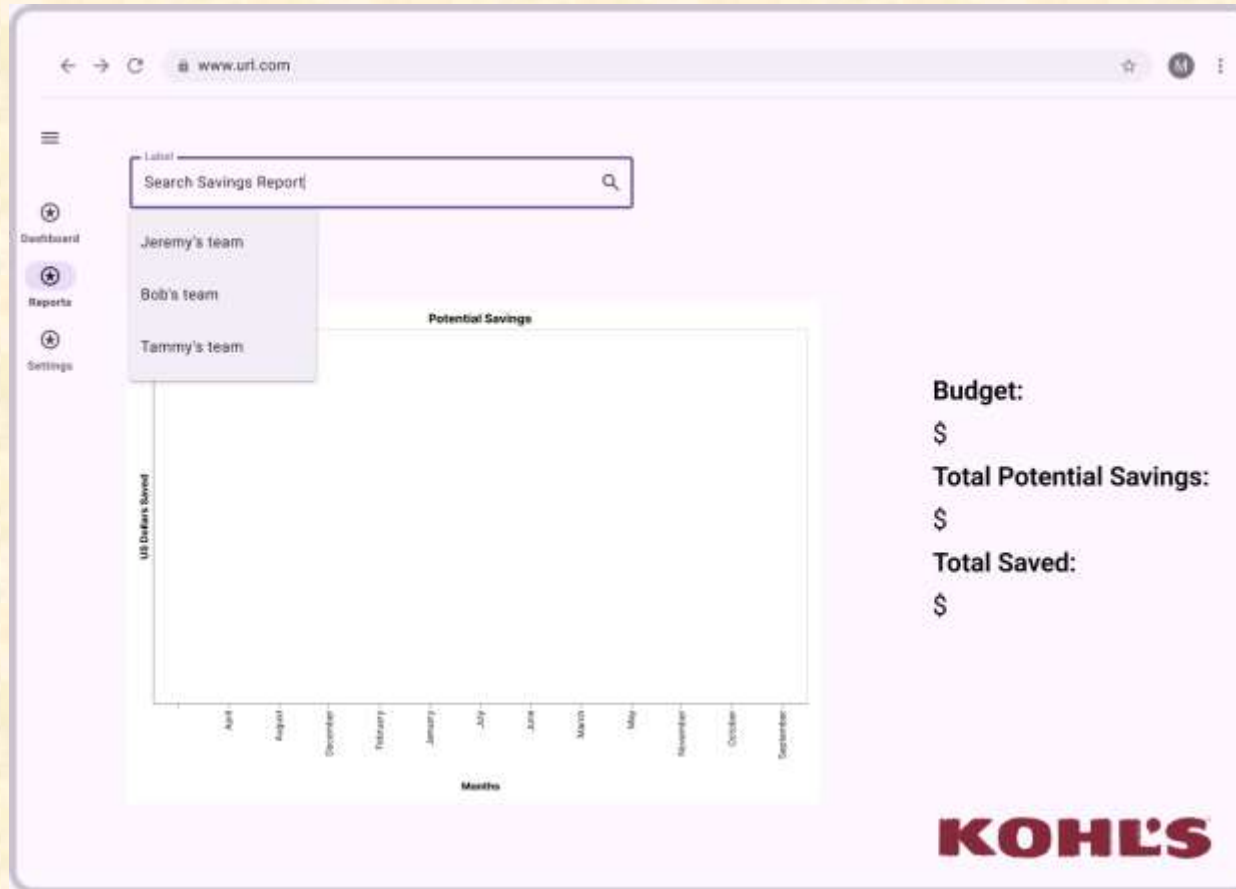 www.url.com
M
Label
Search Savings Report
Dashboard
Reports
Settings
Jeremy's team
Bob's team
Tammy's team
Potential Savings
US Dollars Saved
April
August
December
February
January
July
June
March
May
November
October
September
Months
Budget:
$
Total Potential Savings:
$
Total Saved:
$
KOHL'S